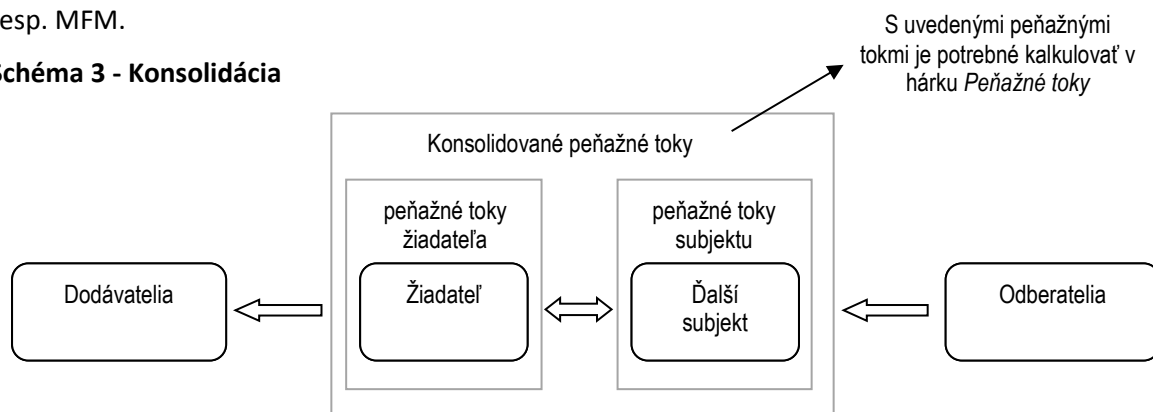 esp. MFM.
Schéma 3 - Konsolidácia
S uvedenými peňažnými
tokmi je potrebné kalkulovať v
hárku Peňažné toky
Konsolidované peňažné toky
peňažné toky
žiadateľa
peňažné toky
subjektu
Dodávatelia
Žiadateľ
Ďalší
subjekt
Odberatelia